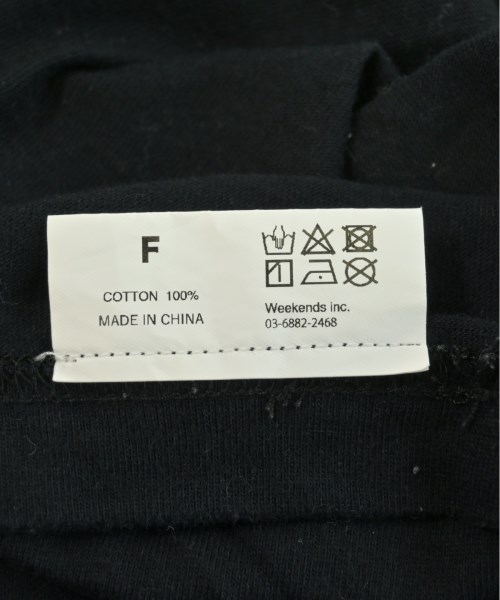 F
COTTON 100%
MADE IN CHINA
Weekends inc.
03-6882-2468